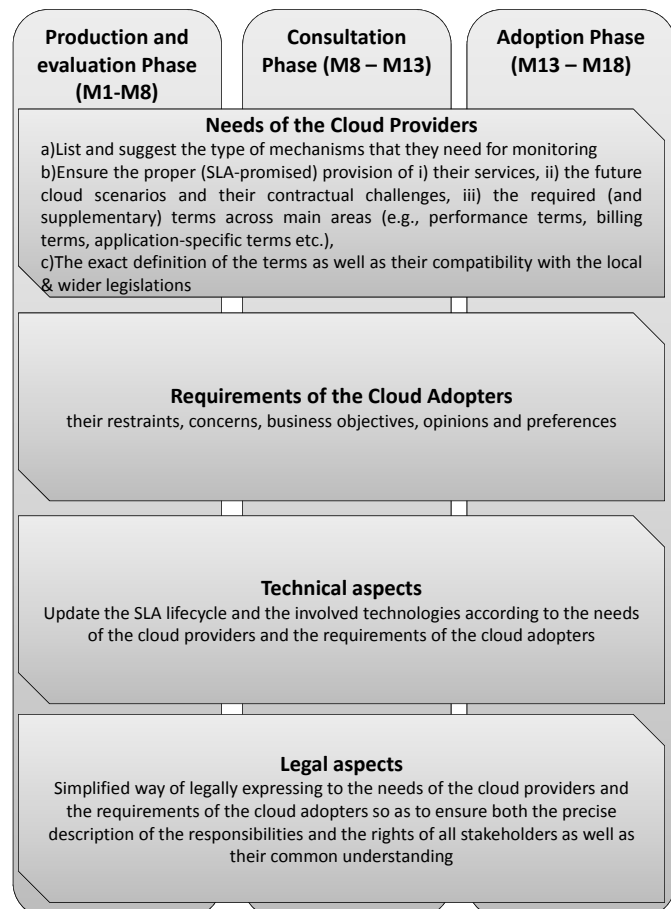 Production and
evaluation Phase
(M1-M8)
Consultation
Phase (M8 – M13)
Adoption Phase
(M13 – M18)
Needs of the Cloud Providers
a)List and suggest the type of mechanisms that they need for monitoring
b)Ensure the proper (SLA-promised) provision of i) their services, ii) the future
cloud scenarios and their contractual challenges, iii) the required (and
supplementary) terms across main areas (e.g., performance terms, billing
terms, application-specific terms etc.),
c)The exact definition of the terms as well as their compatibility with the local
& wider legislations
Requirements of the Cloud Adopters
their restraints, concerns, business objectives, opinions and preferences
Technical aspects
Update the SLA lifecycle and the involved technologies according to the needs
of the cloud providers and the requirements of the cloud adopters
Legal aspects
Simplified way of legally expressing to the needs of the cloud providers and
the requirements of the cloud adopters so as to ensure both the precise
description of the responsibilities and the rights of all stakeholders as well as
their common understanding